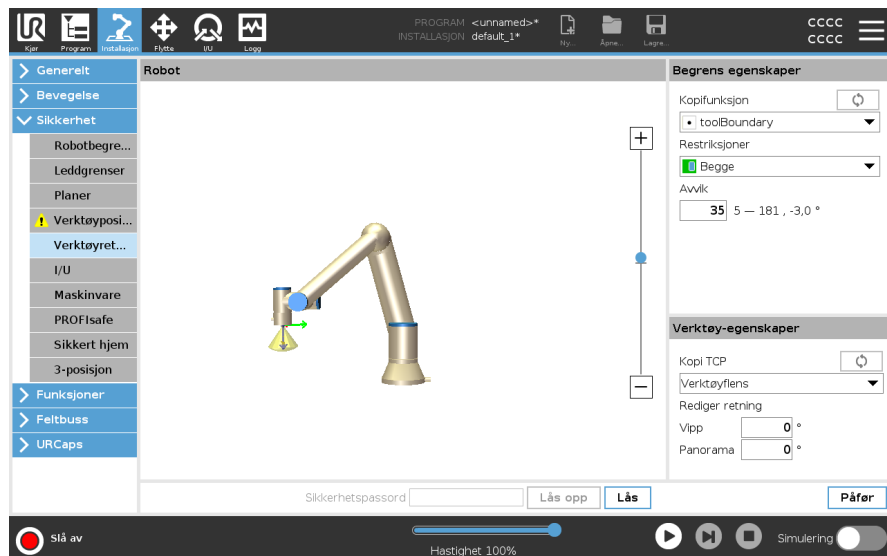 PROGRAM <unnamed>*
INSTALLASJON default_1*
Kjør Program Installasjon Flytte I/U Logg
Ny... Åpne... Lagre...
CCCC
CCCC
Generelt
Bevegelse
Sikkerhet
Robotbegre...
Leddgrenser
Planer
Verktøyposi...
Verktøyret...
I/U
Maskinvare
PROFIsafe
Sikkert hjem
3-posisjon
Funksjoner
Feltbuss
URCaps
Robot
Begrens egenskaper
Kopifunksjon
toolBoundary
Restriksjoner
Begge
Avvik
35 5 — 181 , -3,0 °
Verktøy-egenskaper
Kopi TCP
Verktøyflens
Rediger retning
Vipp 0 °
Panorama 0 °
Sikkerhetspassord Lås opp Lås Påfør
Slå av
Hastighet 100%
Simulering